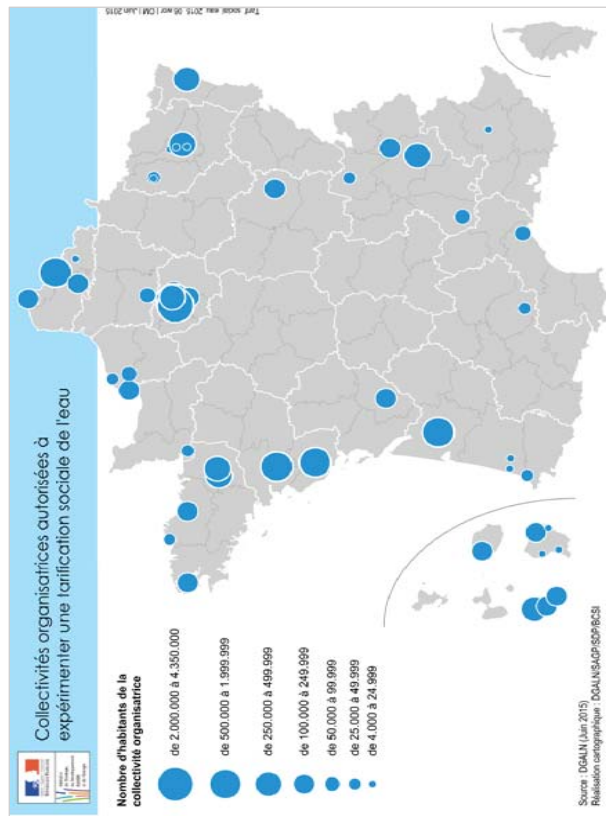 Collectivités organisatrices autorisées à
expérimenter une tarification sociale de l'eau
Nombre d'habitants de la
collectivité organisatrice
de 2.000.000 à 4.350.000
de 500.000 à 1.999.999
de 250.000 à 499.999
de 100.000 à 249.999
de 50.000 à 99.999
de 25.000 à 49.999
de 4.000 à 24.999
Source : DGALN (Juin 2015)
Réalisation cartographique : DGALN/SAGP/SDP/BCSI